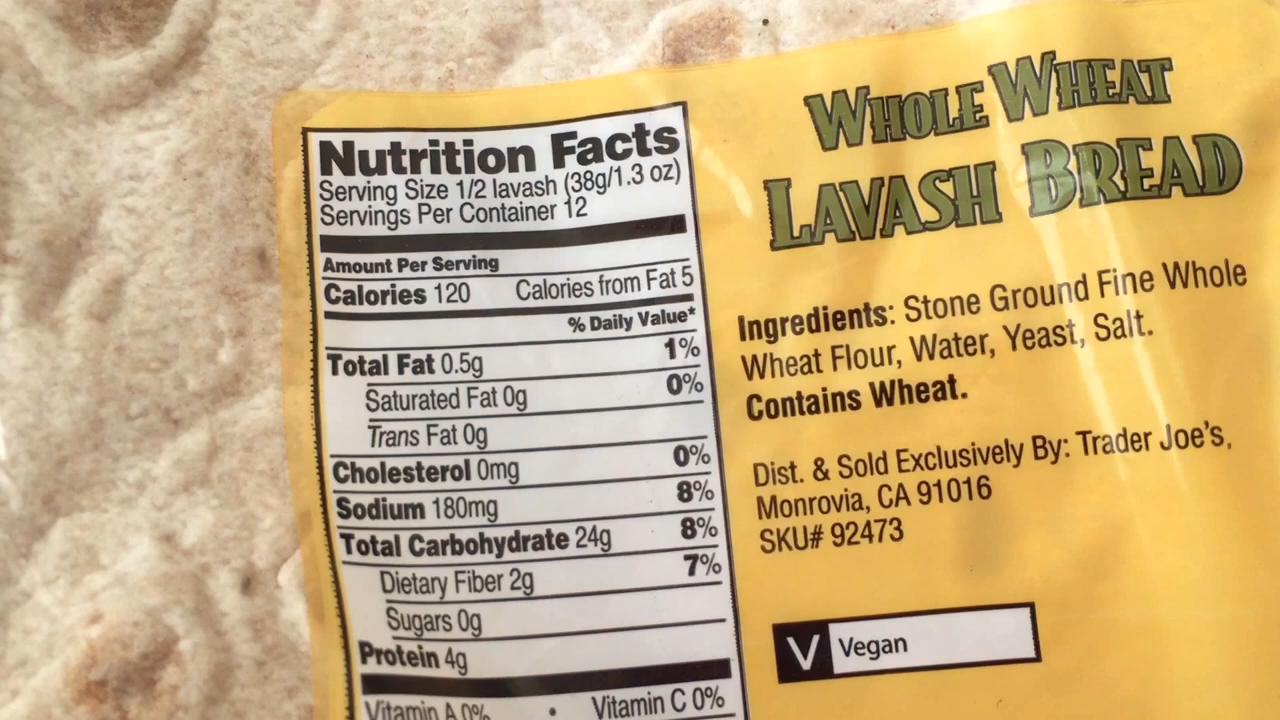 Nutrition Facts
Serving Size 1/2 lavash (38g/1.3 oz)
Servings Per Container 12
Amount Per Serving
Calories 120 Calories from Fat 5
% Daily Value*
Total Fat 0.5g 1%
Saturated Fat 0g 0%
Trans Fat 0g
Cholesterol 0mg 0%
Sodium 180mg 8%
Total Carbohydrate 24g 8%
Dietary Fiber 2g 7%
Sugars 0g
Protein 4g
Vitamin A 0% • Vitamin C 0%
WHOLE WHEAT
LAVASH BREAD
Ingredients: Stone Ground Fine Whole
Wheat Flour, Water, Yeast, Salt.
Contains Wheat.
Dist. & Sold Exclusively By: Trader Joe's,
Monrovia, CA 91016
SKU# 92473
V Vegan